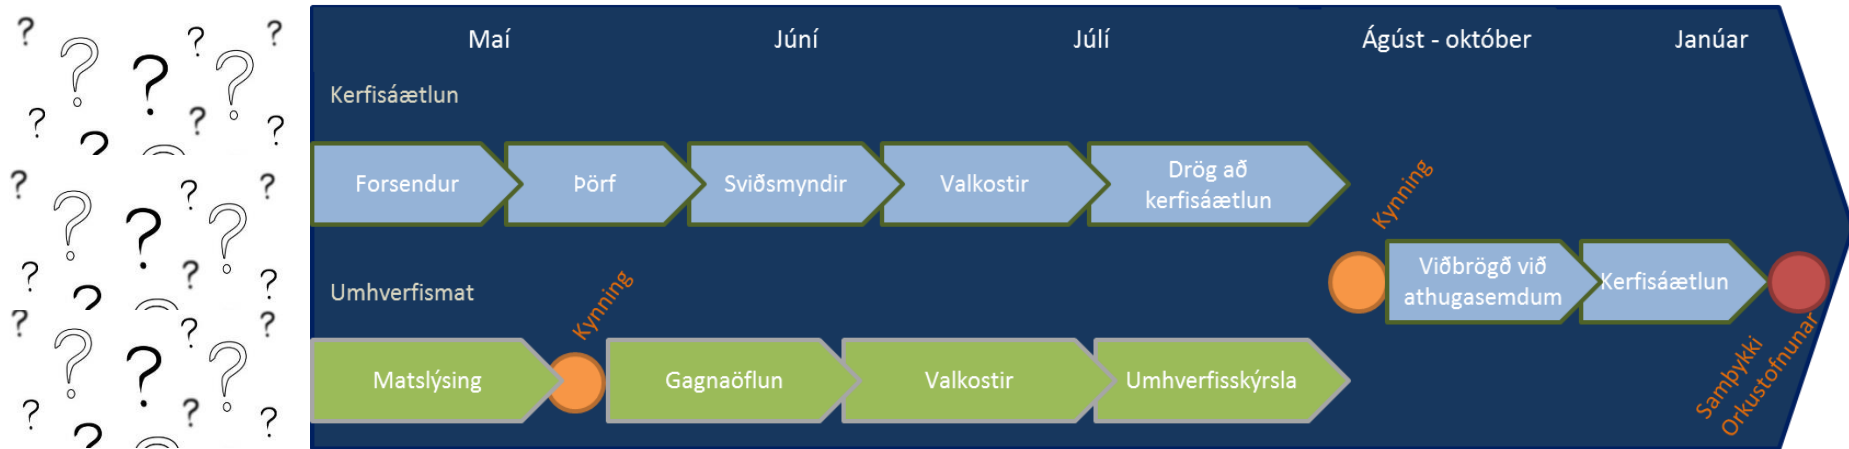 Maí
Júní
Júlí
Ágúst - október
Janúar
Kerfisáætlun
Forsendur
Þörf
Sviðsmyndir
Valkostir
Drög að
kerfisáætlun
Kynning
Viðbrögð við
athugasemdum
Kerfisáætlun
Samþykki
Orkustofnunar
Umhverfismat
Kynning
Matslýsing
Gagnaöflun
Valkostir
Umhverfisskýrsla